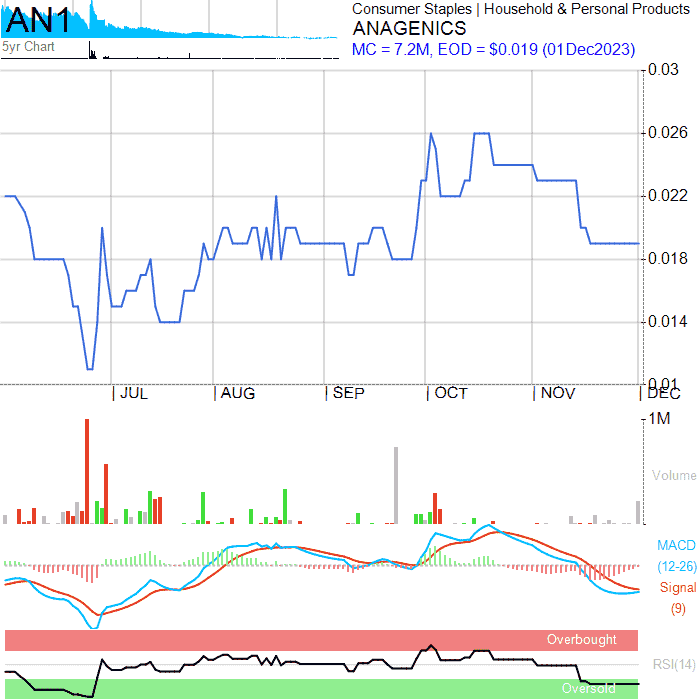 AN1
5yr Chart
Consumer Staples | Household & Personal Products
ANAGENICS
MC = 7.2M, EOD = $0.019 (01Dec2023)
0.03
0.026
0.022
0.018
0.014
0.01
JUL AUG SEP OCT NOV DEC
1M
Volume
MACD
(12-26)
Signal
(9)
Overbought
RSI(14)
Oversold